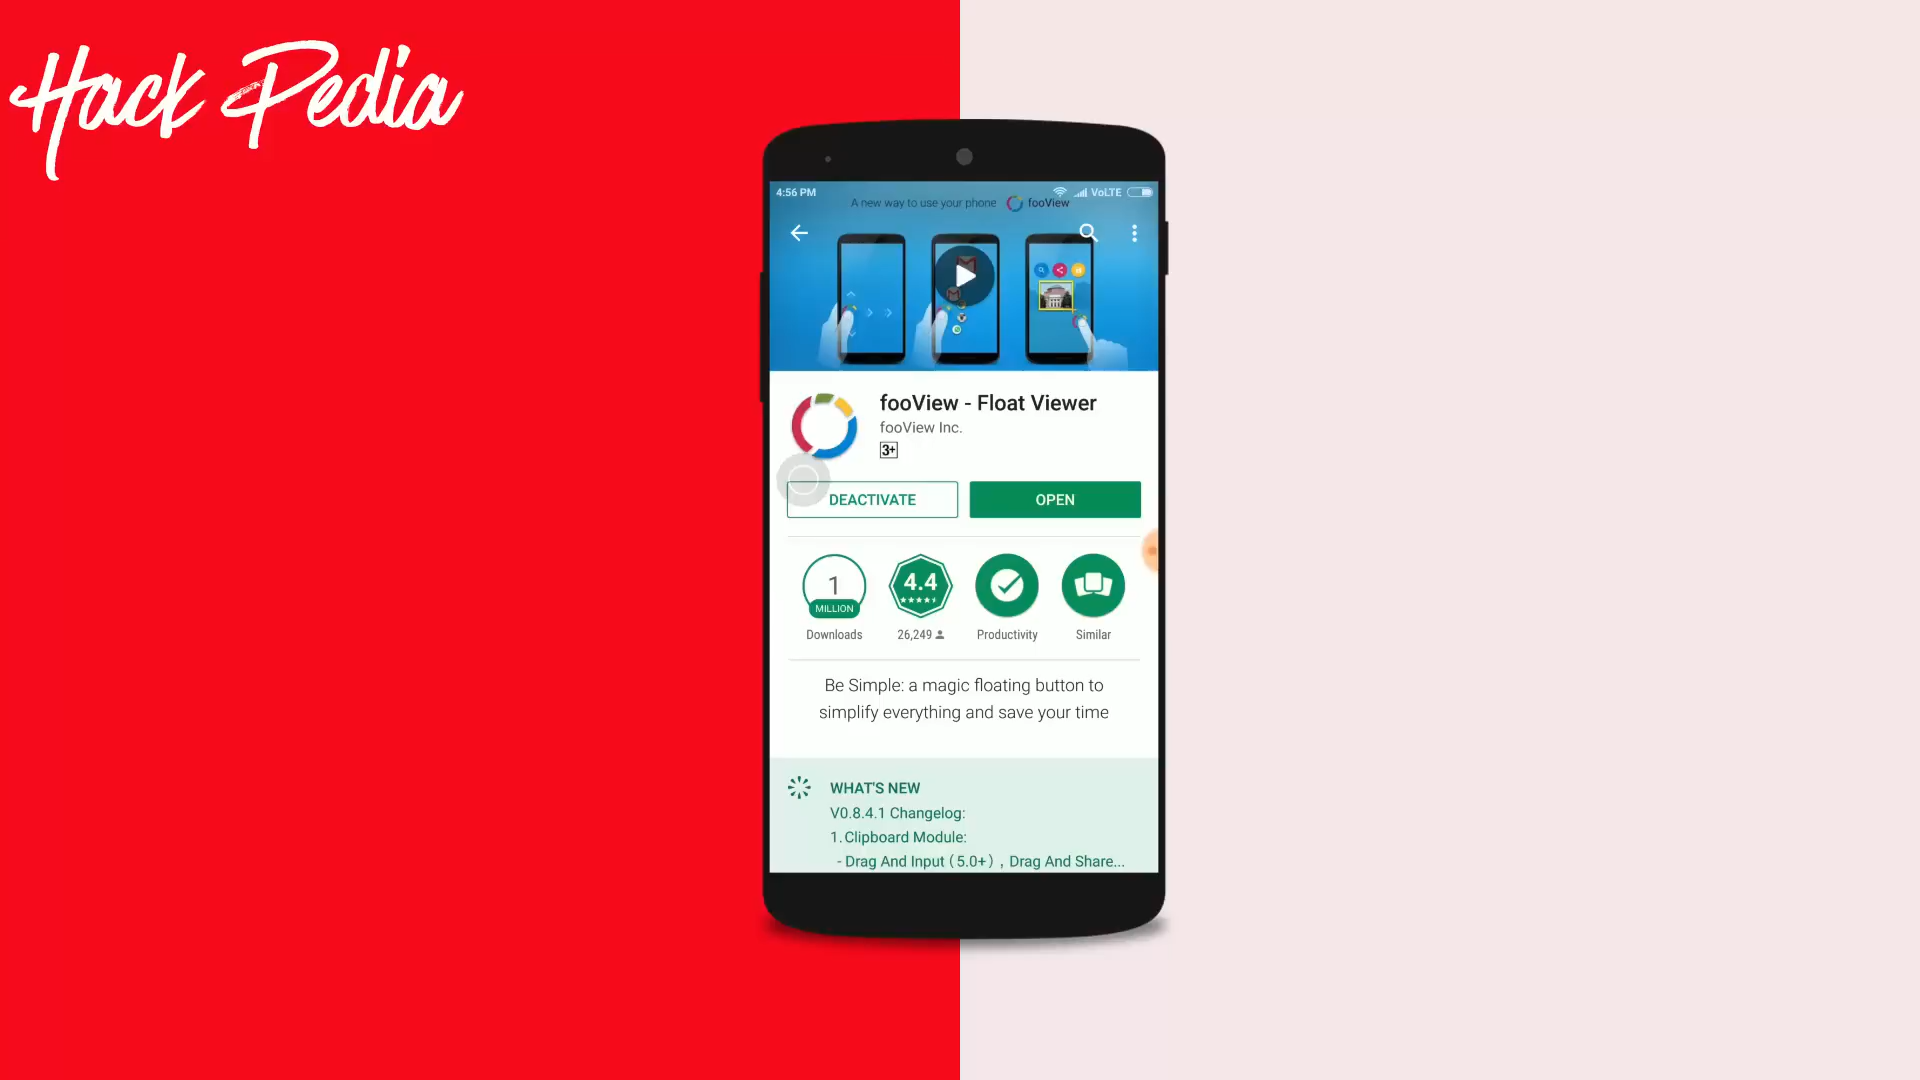 Hack Pedia
4:56 PM
VoLTE
A new way to use your phone fooView
fooView - Float Viewer
fooView Inc.
3+
DEACTIVATE
OPEN
1
MILLION
Downloads
4.4
26,249
Productivity
Similar
Be Simple: a magic floating button to
simplify everything and save your time
WHAT'S NEW
V0.8.4.1 Changelog:
1. Clipboard Module:
- Drag And Input (5.0+) , Drag And Share...